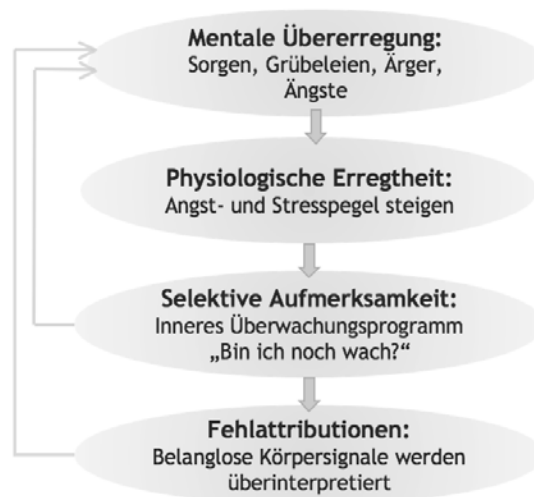 Mentale Übererregung:
Sorgen, Grübeleien, Ärger,
Ängste
Physiologische Erregtheit:
Angst- und Stresspegel steigen
Selektive Aufmerksamkeit:
Inneres Überwachungsprogramm
„Bin ich noch wach?“
Fehlattributionen:
Belanglose Körpersignale werden
überinterpretiert